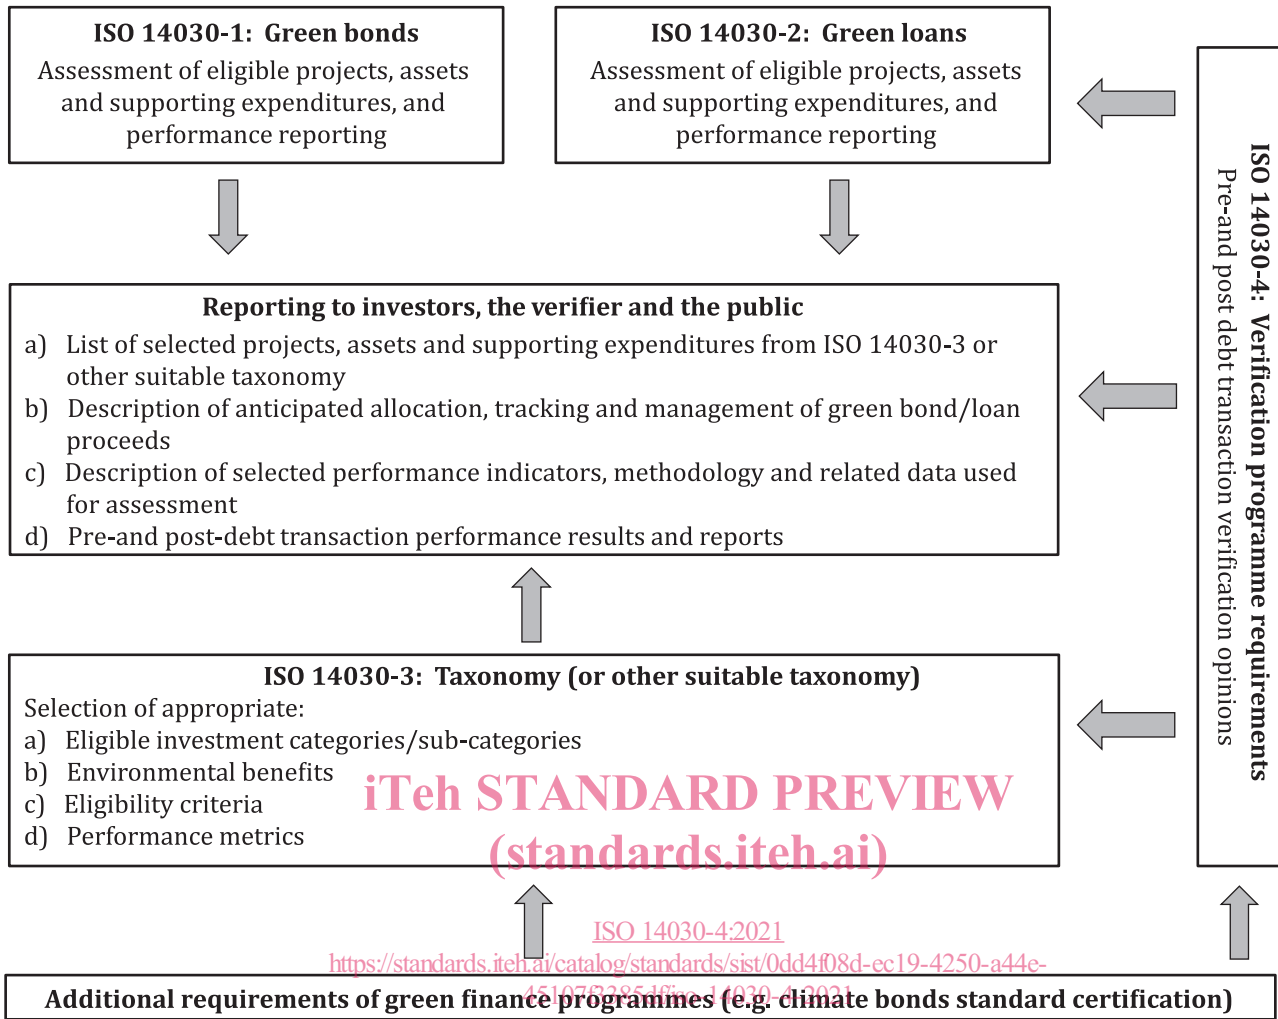 ISO 14030-1: Green bonds
Assessment of eligible projects, assets
and supporting expenditures, and
performance reporting
ISO 14030-2: Green loans
Assessment of eligible projects, assets
and supporting expenditures, and
performance reporting
ISO 14030-4: Verification programme requirements
Pre-and post debt transaction verification opinions
Reporting to investors, the verifier and the public
a) List of selected projects, assets and supporting expenditures from ISO 14030-3 or
other suitable taxonomy
b) Description of anticipated allocation, tracking and management of green bond/loan
proceeds
c) Description of selected performance indicators, methodology and related data used
for assessment
d) Pre-and post-debt transaction performance results and reports
ISO 14030-3: Taxonomy (or other suitable taxonomy)
Selection of appropriate:
a) Eligible investment categories/sub-categories
b) Environmental benefits
c) Eligibility criteria
d) Performance metrics
iTeh STANDARD PREVIEW
(standards.iteh.ai)
ISO 14030-4:2021
https://standards.iteh.ai/catalog/standards/sist/0dd4f08d-ec19-4250-a44e-
45107f3385df/iso-14030-4-2021
Additional requirements of green finance programmes (e.g. climate bonds standard certification)